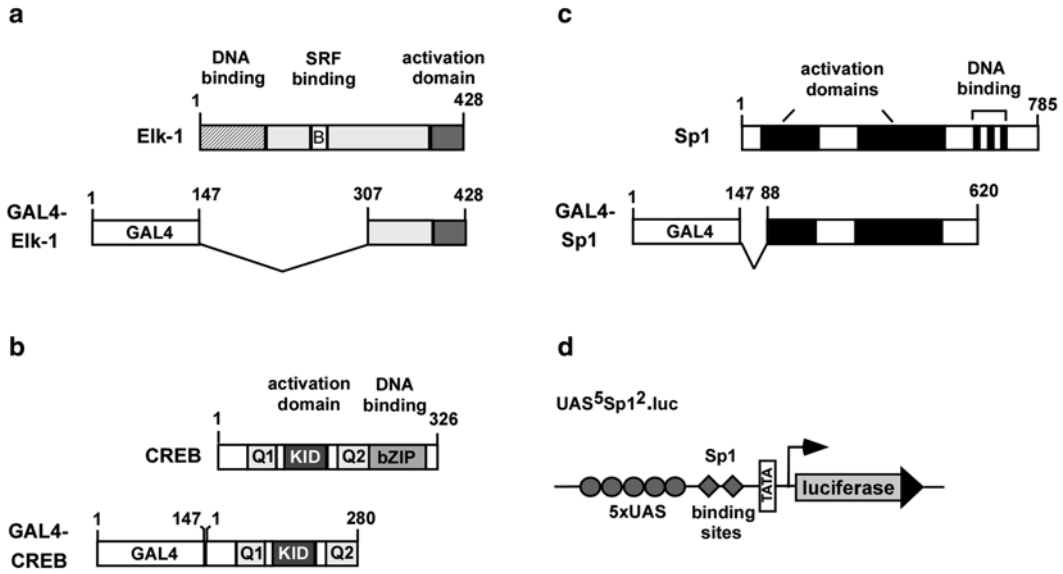 a
DNA binding
SRF binding
activation domain
1
428
Elk-1
B
1
147
307
428
GAL4-Elk-1
GAL4
b
activation domain
DNA binding
1
326
CREB
Q1
KID
Q2
bZIP
1
147
1
280
GAL4-CREB
GAL4
Q1
KID
Q2
c
activation domains
DNA binding
1
785
Sp1
1
147
88
620
GAL4-Sp1
GAL4
d
UAS⁵Sp1².luc
Sp1
TATA
luciferase
5xUAS
binding sites